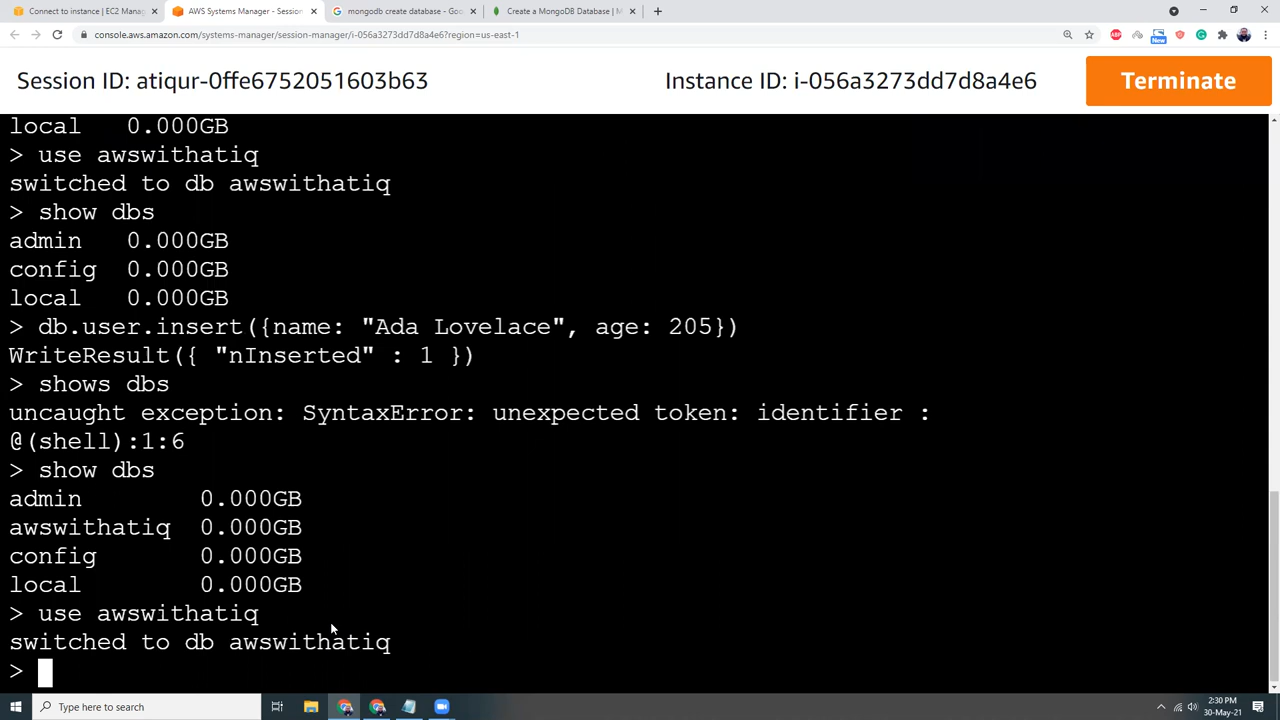 Connect to instance | EC2 Manag
AWS Systems Manager - Session
mongodb create database - Goo
Create a MongoDB Database | M
console.aws.amazon.com/systems-manager/session-manager/i-056a3273dd7d8a4e6?region=us-east-1
ABP
New
Session ID: atiqur-0ffe6752051603b63
Instance ID: i-056a3273dd7d8a4e6
Terminate
local   0.000GB
> use awswithatiq
switched to db awswithatiq
> show dbs
admin   0.000GB
config  0.000GB
local   0.000GB
> db.user.insert({name: "Ada Lovelace", age: 205})
WriteResult({ "nInserted" : 1 })
> shows dbs
uncaught exception: SyntaxError: unexpected token: identifier :
@(shell):1:6
> show dbs
admin        0.000GB
awswithatiq  0.000GB
config       0.000GB
local        0.000GB
> use awswithatiq
switched to db awswithatiq
>
Type here to search
2:30 PM
30-May-21